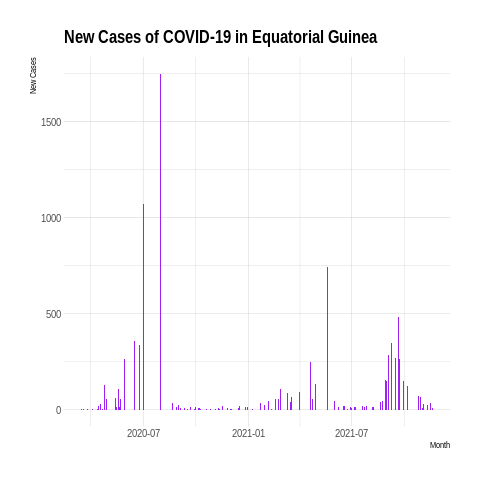 New Cases of COVID-19 in Equatorial Guinea
New Cases
1500
1000
500
0
2020-07 2021-01 2021-07
Month